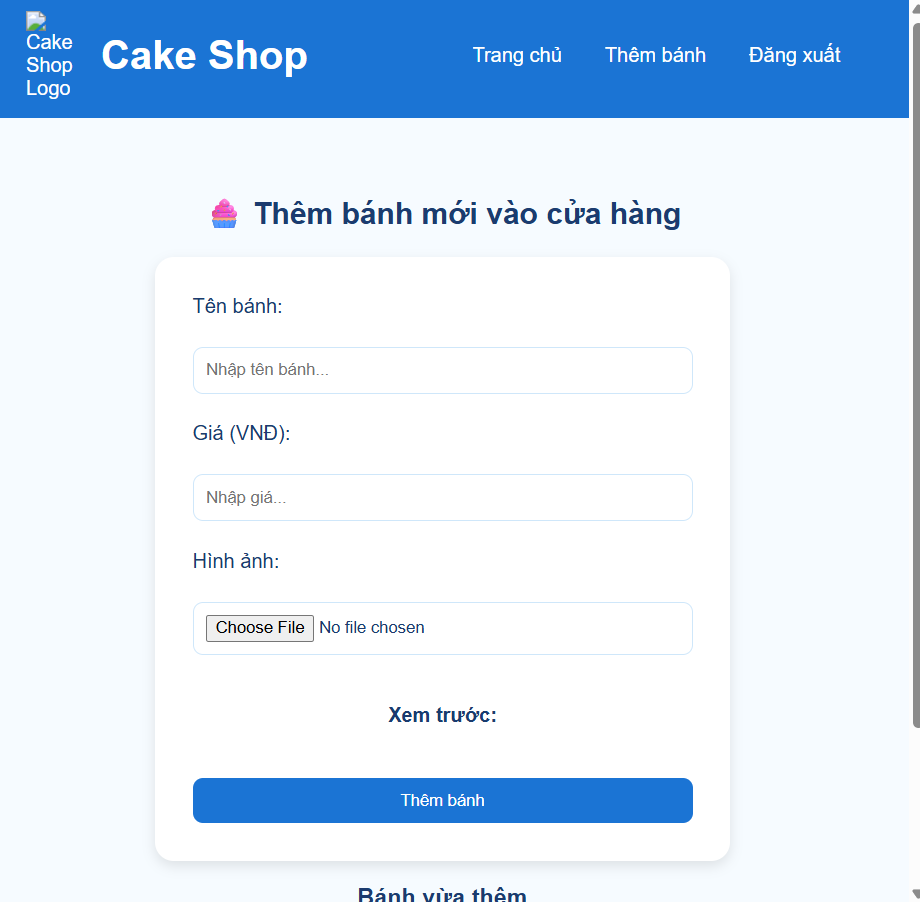 Cake
Shop
Logo
Cake Shop
Trang chủ
Thêm bánh
Đăng xuất
🧁 Thêm bánh mới vào cửa hàng
Tên bánh:
Nhập tên bánh...
Giá (VNĐ):
Nhập giá...
Hình ảnh:
Choose File No file chosen
Xem trước:
Thêm bánh
Bánh vừa thêm